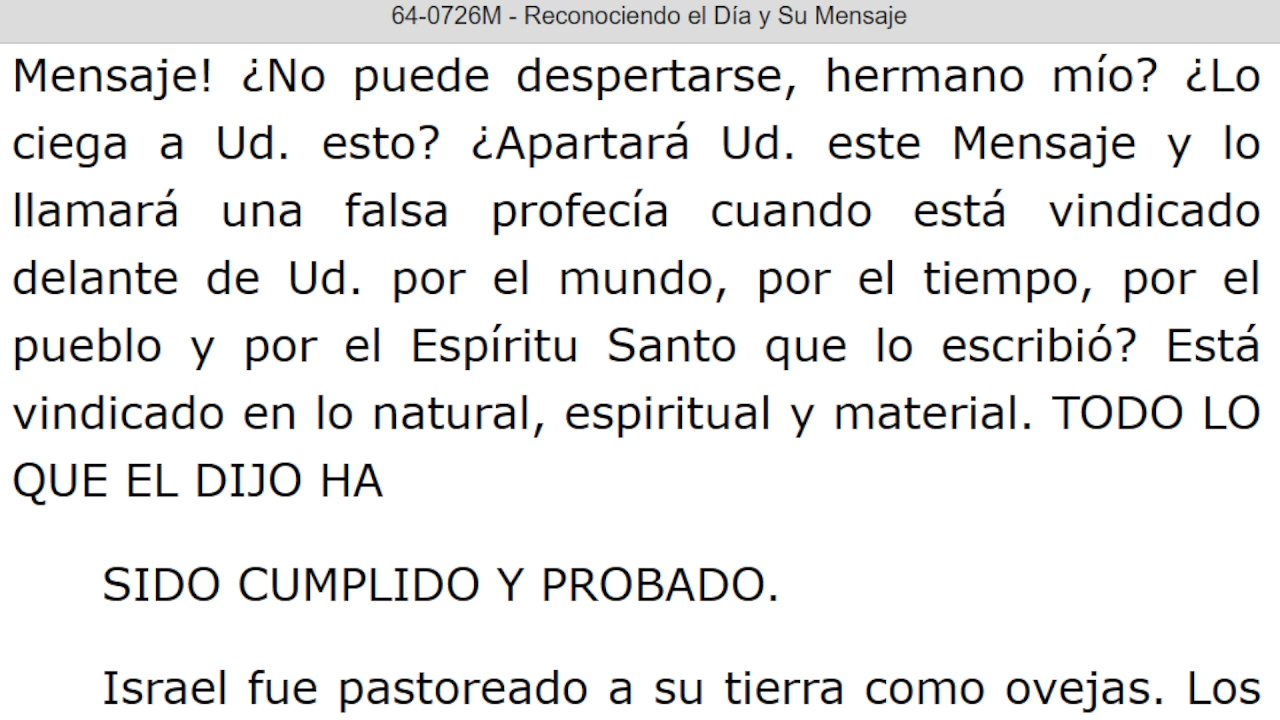 64-0726M - Reconociendo el Día y Su Mensaje
Mensaje! ¿No puede despertarse, hermano mío? ¿Lo
ciega a Ud. esto? ¿Apartará Ud. este Mensaje y lo
llamará una falsa profecía cuando está vindicado
delante de Ud. por el mundo, por el tiempo, por el
pueblo y por el Espíritu Santo que lo escribió? Está
vindicado en lo natural, espiritual y material. TODO LO
QUE EL DIJO HA
SIDO CUMPLIDO Y PROBADO.
Israel fue pastoreado a su tierra como ovejas. Los